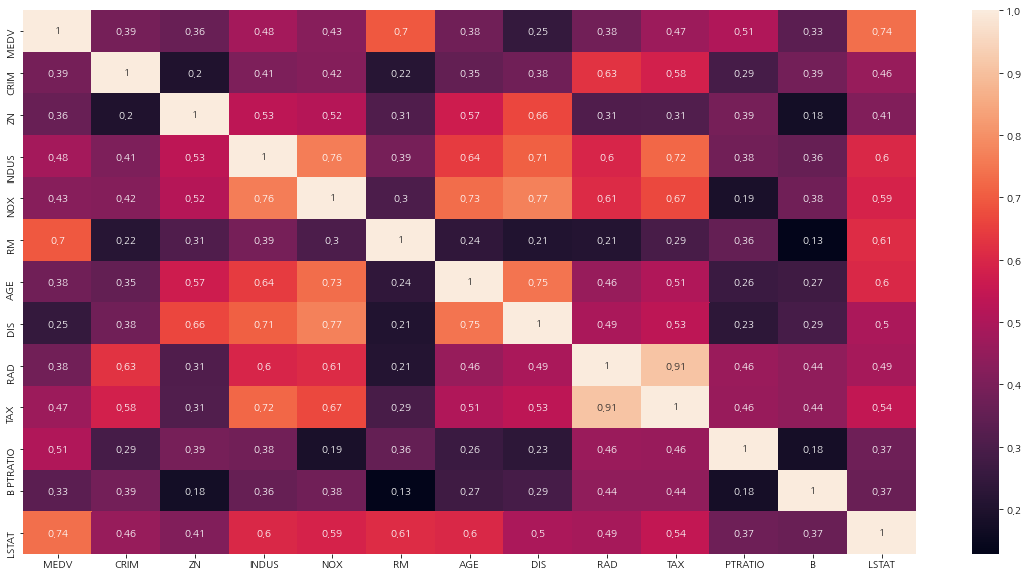 MEDV 1 0,39 0,36 0,48 0,43 0,7 0,38 0,25 0,38 0,47 0,51 0,33 0,74
CRIM 0,39 1 0,2 0,41 0,42 0,22 0,35 0,38 0,63 0,58 0,29 0,39 0,46
ZN 0,36 0,2 1 0,53 0,52 0,31 0,57 0,66 0,31 0,31 0,39 0,18 0,41
INDUS 0,48 0,41 0,53 1 0,76 0,39 0,64 0,71 0,6 0,72 0,38 0,36 0,6
NOX 0,43 0,42 0,52 0,76 1 0,3 0,73 0,77 0,61 0,67 0,19 0,38 0,59
RM 0,7 0,22 0,31 0,39 0,3 1 0,24 0,21 0,21 0,29 0,36 0,13 0,61
AGE 0,38 0,35 0,57 0,64 0,73 0,24 1 0,75 0,46 0,51 0,26 0,27 0,6
DIS 0,25 0,38 0,66 0,71 0,77 0,21 0,75 1 0,49 0,53 0,23 0,29 0,5
RAD 0,38 0,63 0,31 0,6 0,61 0,21 0,46 0,49 1 0,91 0,46 0,44 0,49
TAX 0,47 0,58 0,31 0,72 0,67 0,29 0,51 0,53 0,91 1 0,46 0,44 0,54
PTRATIO 0,51 0,29 0,39 0,38 0,19 0,36 0,26 0,23 0,46 0,46 1 0,18 0,37
B 0,33 0,39 0,18 0,36 0,38 0,13 0,27 0,29 0,44 0,44 0,18 1 0,37
LSTAT 0,74 0,46 0,41 0,6 0,59 0,61 0,6 0,5 0,49 0,54 0,37 0,37 1
MEDV CRIM ZN INDUS NOX RM AGE DIS RAD TAX PTRATIO B LSTAT
1,0
0,9
0,8
0,7
0,6
0,5
0,4
0,3
0,2